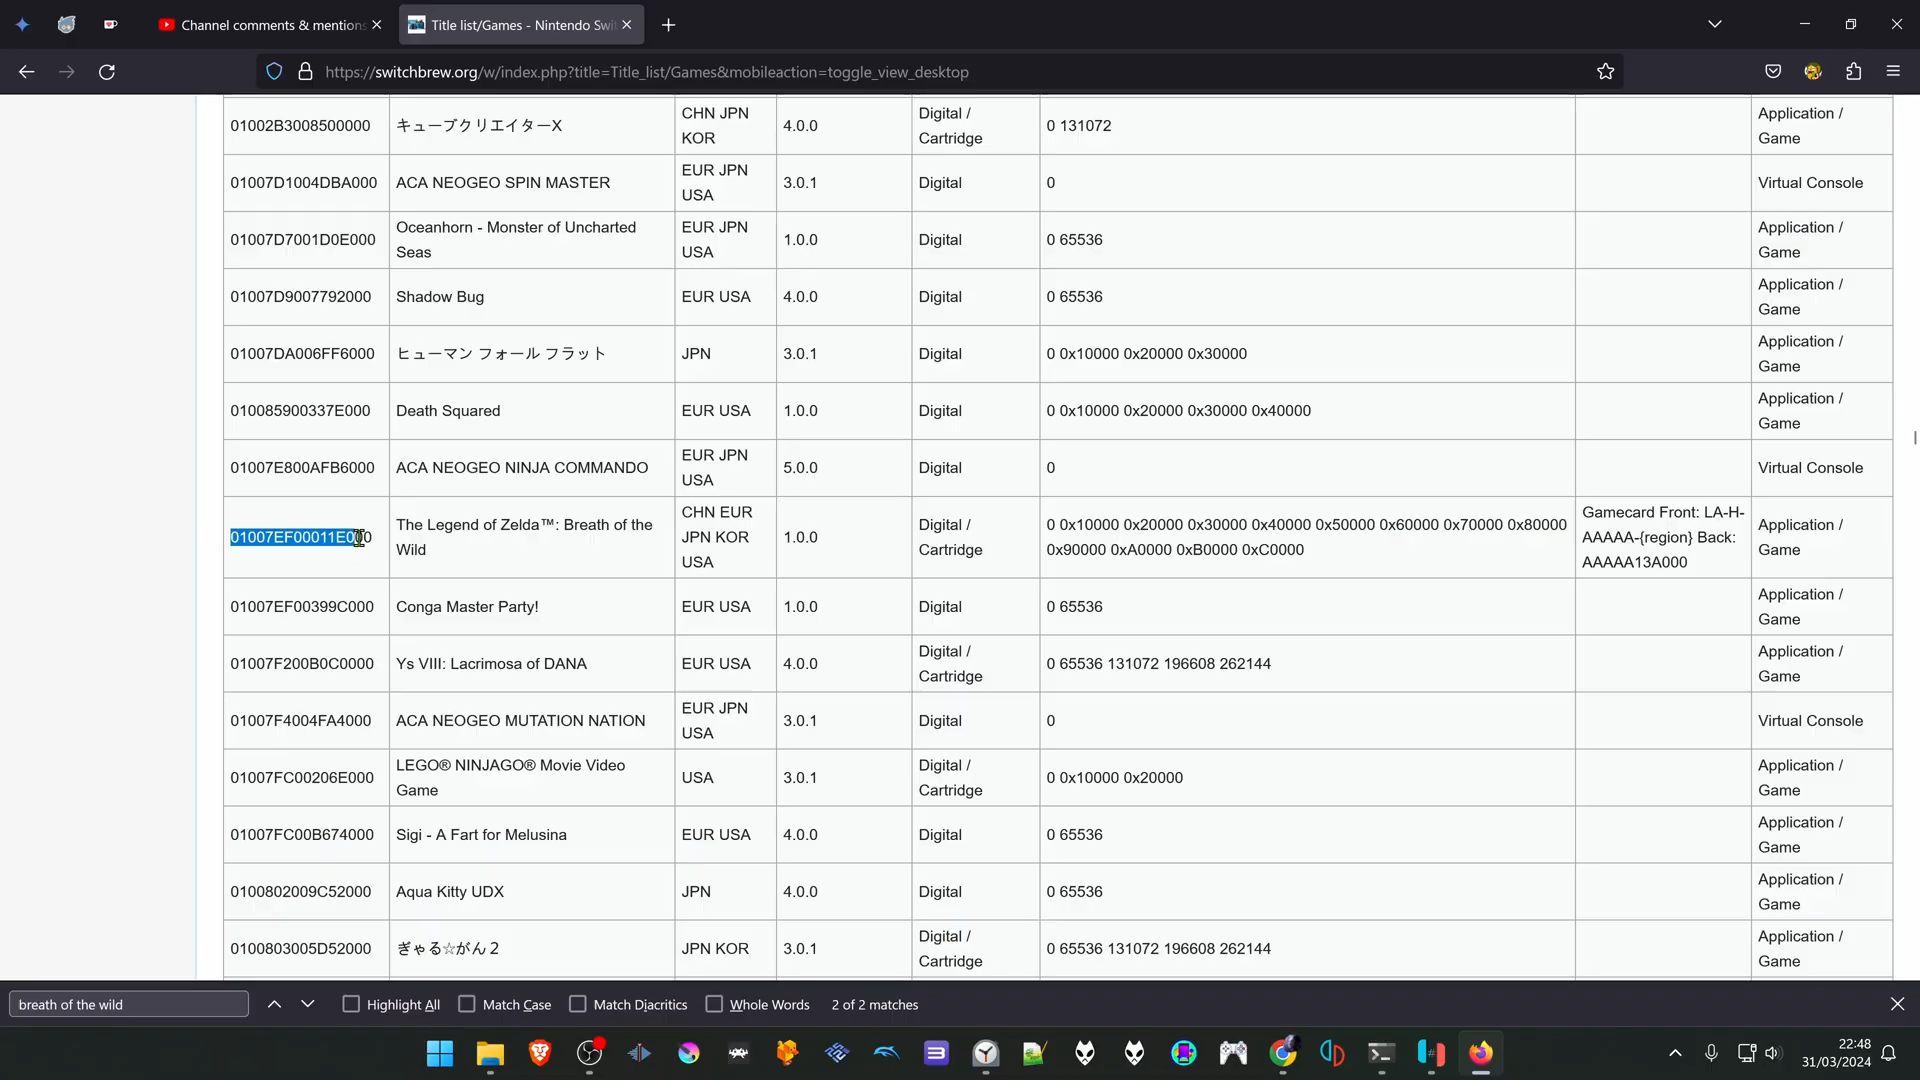 Channel comments & mentions
Title list/Games - Nintendo Swi
https://switchbrew.org/w/index.php?title=Title_list/Games&mobileaction=toggle_view_desktop
01002B3008500000 キューブクリエイターX CHN JPN KOR 4.0.0 Digital / Cartridge 0 131072 Application / Game
01007D1004DBA000 ACA NEOGEO SPIN MASTER EUR JPN USA 3.0.1 Digital 0 Virtual Console
01007D7001D0E000 Oceanhorn - Monster of Uncharted Seas EUR JPN USA 1.0.0 Digital 0 65536 Application / Game
01007D9007792000 Shadow Bug EUR USA 4.0.0 Digital 0 65536 Application / Game
01007DA006FF6000 ヒューマン フォール フラット JPN 3.0.1 Digital 0 0x10000 0x20000 0x30000 Application / Game
010085900337E000 Death Squared EUR USA 1.0.0 Digital 0 0x10000 0x20000 0x30000 0x40000 Application / Game
01007E800AFB6000 ACA NEOGEO NINJA COMMANDO EUR JPN USA 5.0.0 Digital 0 Virtual Console
01007EF00011E000 The Legend of Zelda™: Breath of the Wild CHN EUR JPN KOR USA 1.0.0 Digital / Cartridge 0 0x10000 0x20000 0x30000 0x40000 0x50000 0x60000 0x70000 0x80000 0x90000 0xA0000 0xB0000 0xC0000 Gamecard Front: LA-H-AAAAA-{region} Back: AAAAA13A000 Application / Game
01007EF00399C000 Conga Master Party! EUR USA 1.0.0 Digital 0 65536 Application / Game
01007F200B0C0000 Ys VIII: Lacrimosa of DANA EUR USA 4.0.0 Digital / Cartridge 0 65536 131072 196608 262144 Application / Game
01007F4004FA4000 ACA NEOGEO MUTATION NATION EUR JPN USA 3.0.1 Digital 0 Virtual Console
01007FC00206E000 LEGO® NINJAGO® Movie Video Game USA 3.0.1 Digital / Cartridge 0 0x10000 0x20000 Application / Game
01007FC00B674000 Sigi - A Fart for Melusina EUR USA 4.0.0 Digital 0 65536 Application / Game
0100802009C52000 Aqua Kitty UDX JPN 4.0.0 Digital 0 65536 Application / Game
0100803005D52000 ぎゃる☆がん２ JPN KOR 3.0.1 Digital / Cartridge 0 65536 131072 196608 262144 Application / Game
breath of the wild Highlight All Match Case Match Diacritics Whole Words 2 of 2 matches
22:48
31/03/2024